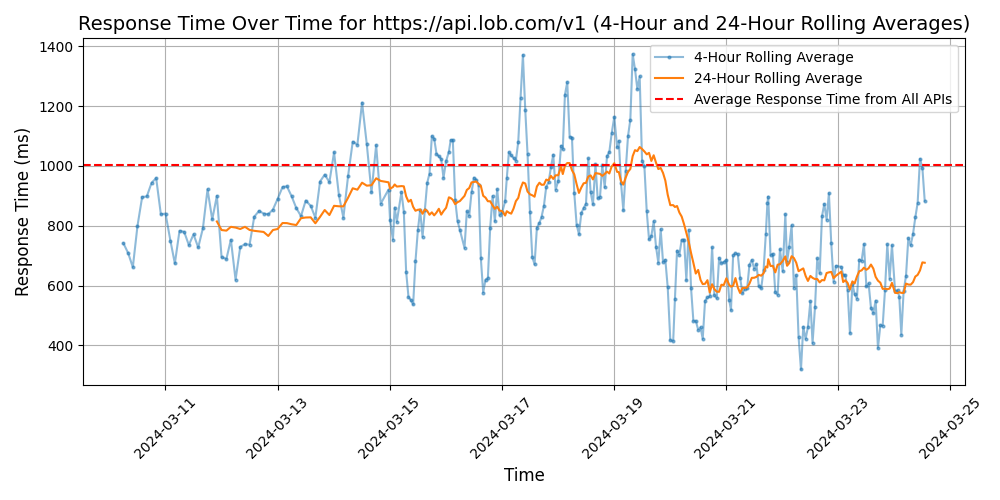 Response Time Over Time for https://api.lob.com/v1 (4-Hour and 24-Hour Rolling Averages)
4-Hour Rolling Average
24-Hour Rolling Average
Average Response Time from All APIs
Response Time (ms)
1400
1200
1000
800
600
400
2024-03-11
2024-03-13
2024-03-15
2024-03-17
2024-03-19
2024-03-21
2024-03-23
2024-03-25
Time